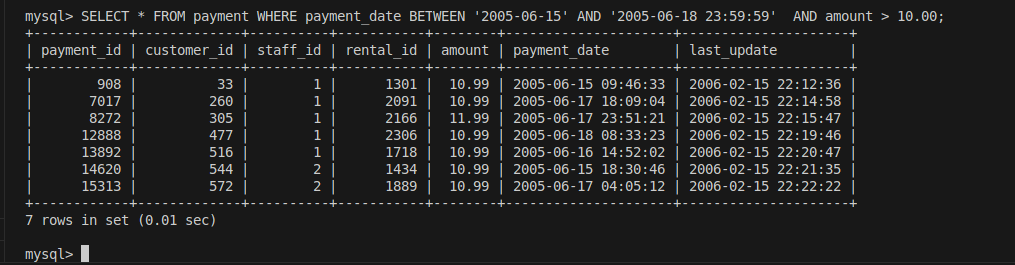 mysql> SELECT * FROM payment WHERE payment_date BETWEEN '2005-06-15' AND '2005-06-18 23:59:59'  AND amount > 10.00;
+------------+-------------+----------+-----------+--------+---------------------+---------------------+
| payment_id | customer_id | staff_id | rental_id | amount | payment_date        | last_update         |
+------------+-------------+----------+-----------+--------+---------------------+---------------------+
|        908 |          33 |        1 |      1301 |  10.99 | 2005-06-15 09:46:33 | 2006-02-15 22:12:36 |
|       7017 |         260 |        1 |      2091 |  10.99 | 2005-06-17 18:09:04 | 2006-02-15 22:14:58 |
|       8272 |         305 |        1 |      2166 |  11.99 | 2005-06-17 23:51:21 | 2006-02-15 22:15:47 |
|      12888 |         477 |        1 |      2306 |  10.99 | 2005-06-18 08:33:23 | 2006-02-15 22:19:46 |
|      13892 |         516 |        1 |      1718 |  10.99 | 2005-06-16 14:52:02 | 2006-02-15 22:20:47 |
|      14620 |         544 |        2 |      1434 |  10.99 | 2005-06-15 18:30:46 | 2006-02-15 22:21:35 |
|      15313 |         572 |        2 |      1889 |  10.99 | 2005-06-17 04:05:12 | 2006-02-15 22:22:22 |
+------------+-------------+----------+-----------+--------+---------------------+---------------------+
7 rows in set (0.01 sec)
mysql>